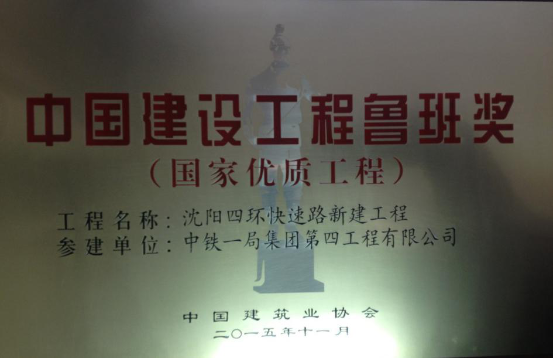 中国建设工程鲁班奖
（国家优质工程）
工程名称：沈阳四环快速路新建工程
参建单位：中铁一局集团第四工程有限公司
中国建筑业协会
二〇一五年十一月